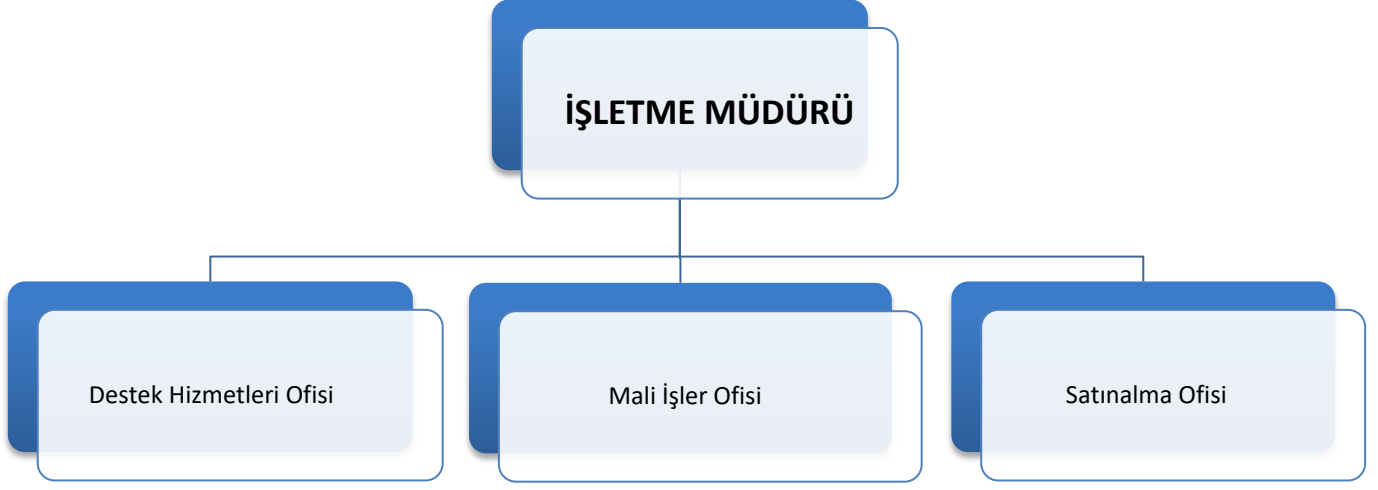 İŞLETME MÜDÜRÜ
Destek Hizmetleri Ofisi
Mali İşler Ofisi
Satınalma Ofisi